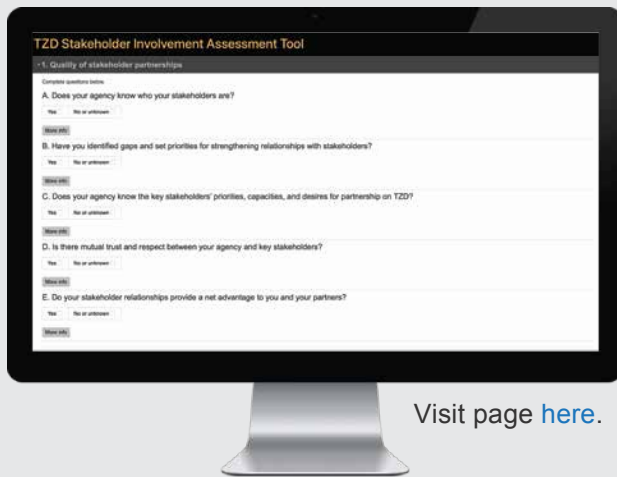 TZD Stakeholder Involvement Assessment Tool
- 1. Quality of stakeholder partnerships
Complete questions below.
A. Does your agency know who your stakeholders are?
Yes No or unknown
More info
B. Have you identified gaps and set priorities for strengthening relationships with stakeholders?
Yes No or unknown
More info
C. Does your agency know the key stakeholders' priorities, capacities, and desires for partnership on TZD?
Yes No or unknown
More info
D. Is there mutual trust and respect between your agency and key stakeholders?
Yes No or unknown
More info
E. Do your stakeholder relationships provide a net advantage to you and your partners?
Yes No or unknown
More info
Visit page here.